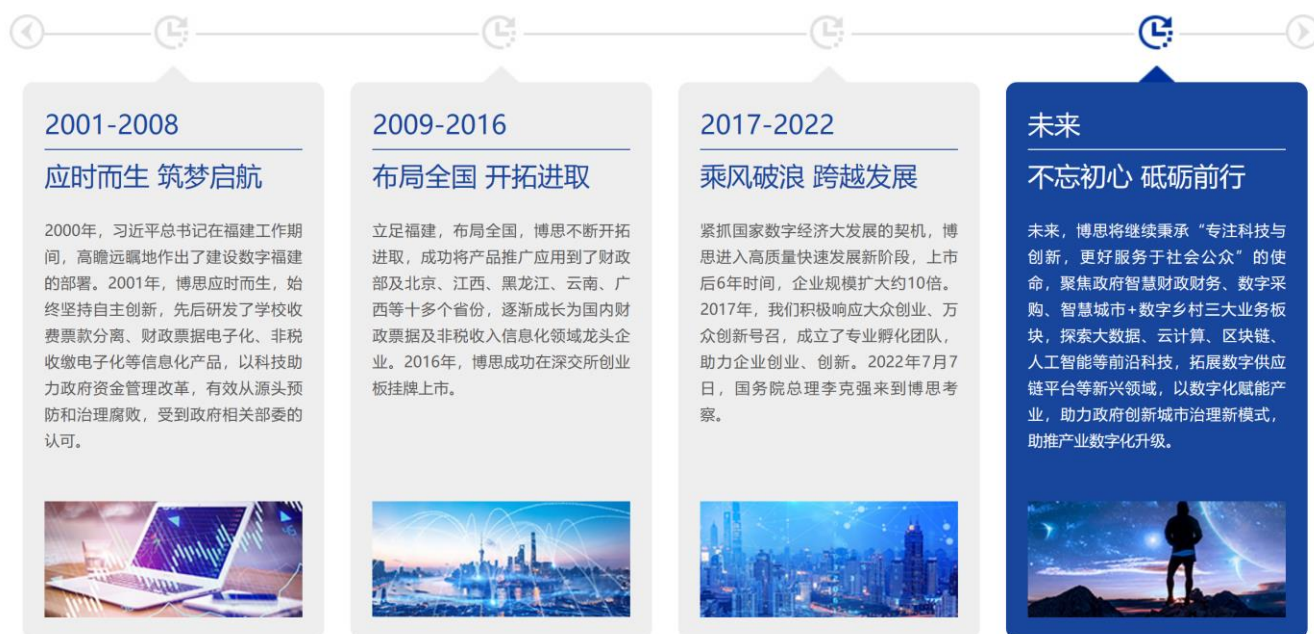 2001-2008
应时而生 筑梦启航
2000年，习近平总书记在福建工作期
间，高瞻远瞩地作出了建设数字福建
的部署。2001年，博思应时而生，始
终坚持自主创新，先后研发了学校收
费票款分离、财政票据电子化、非税
收缴电子化等信息化产品，以科技助
力政府资金管理改革，有效从源头预
防和治理腐败，受到政府相关部委的
认可。
2009-2016
布局全国 开拓进取
立足福建，布局全国，博思不断开拓
进取，成功将产品推广应用到了财政
部及北京、江西、黑龙江、云南、广
西等十多个省份，逐渐成长为国内财
政票据及非税收入信息化领域龙头企
业。2016年，博思成功在深交所创业
板挂牌上市。
2017-2022
乘风破浪 跨越发展
紧抓国家数字经济大发展的契机，博
思进入高质量快速发展新阶段，上市
后6年时间，企业规模扩大约10倍。
2017年，我们积极响应大众创业、万
众创新号召，成立了专业孵化团队，
助力企业创业、创新。2022年7月7
日，国务院总理李克强来到博思考
察。
未来
不忘初心 砥砺前行
未来，博思将继续秉承“专注科技与
创新，更好服务于社会公众”的使
命，聚焦政府智慧财政财务、数字采
购、智慧城市+数字乡村三大业务板
块，探索大数据、云计算、区块链、
人工智能等前沿科技，拓展数字供应
链平台等新兴领域，以数字化赋能产
业，助力政府创新城市治理新模式，
助推产业数字化升级。